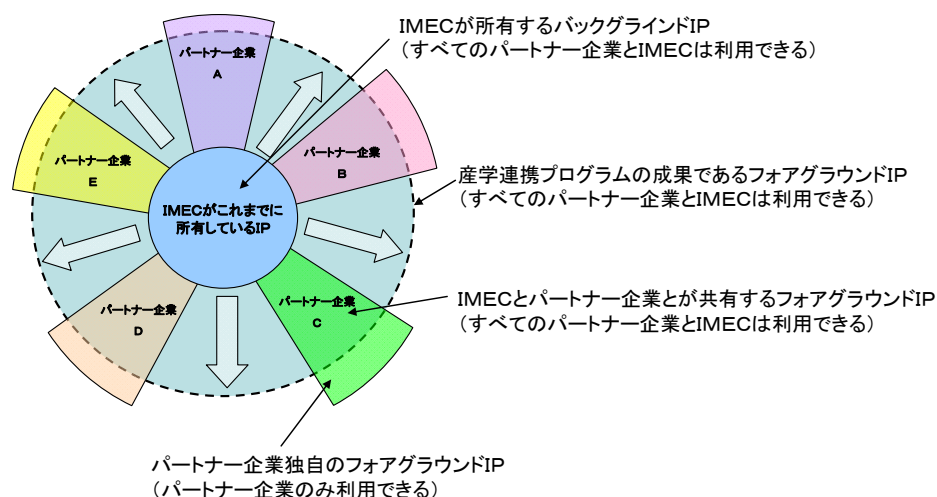 IMECが所有するバックグラインドIP
（すべてのパートナー企業とIMECは利用できる）
パートナー企業
A
パートナー企業
B
パートナー企業
E
産学連携プログラムの成果であるフォアグラウンドIP
（すべてのパートナー企業とIMECは利用できる）
IMECがこれまでに
所有しているIP
IMECとパートナー企業とが共有するフォアグラウンドIP
（すべてのパートナー企業とIMECは利用できる）
パートナー企業
C
パートナー企業
D
パートナー企業独自のフォアグラウンドIP
（パートナー企業のみ利用できる）